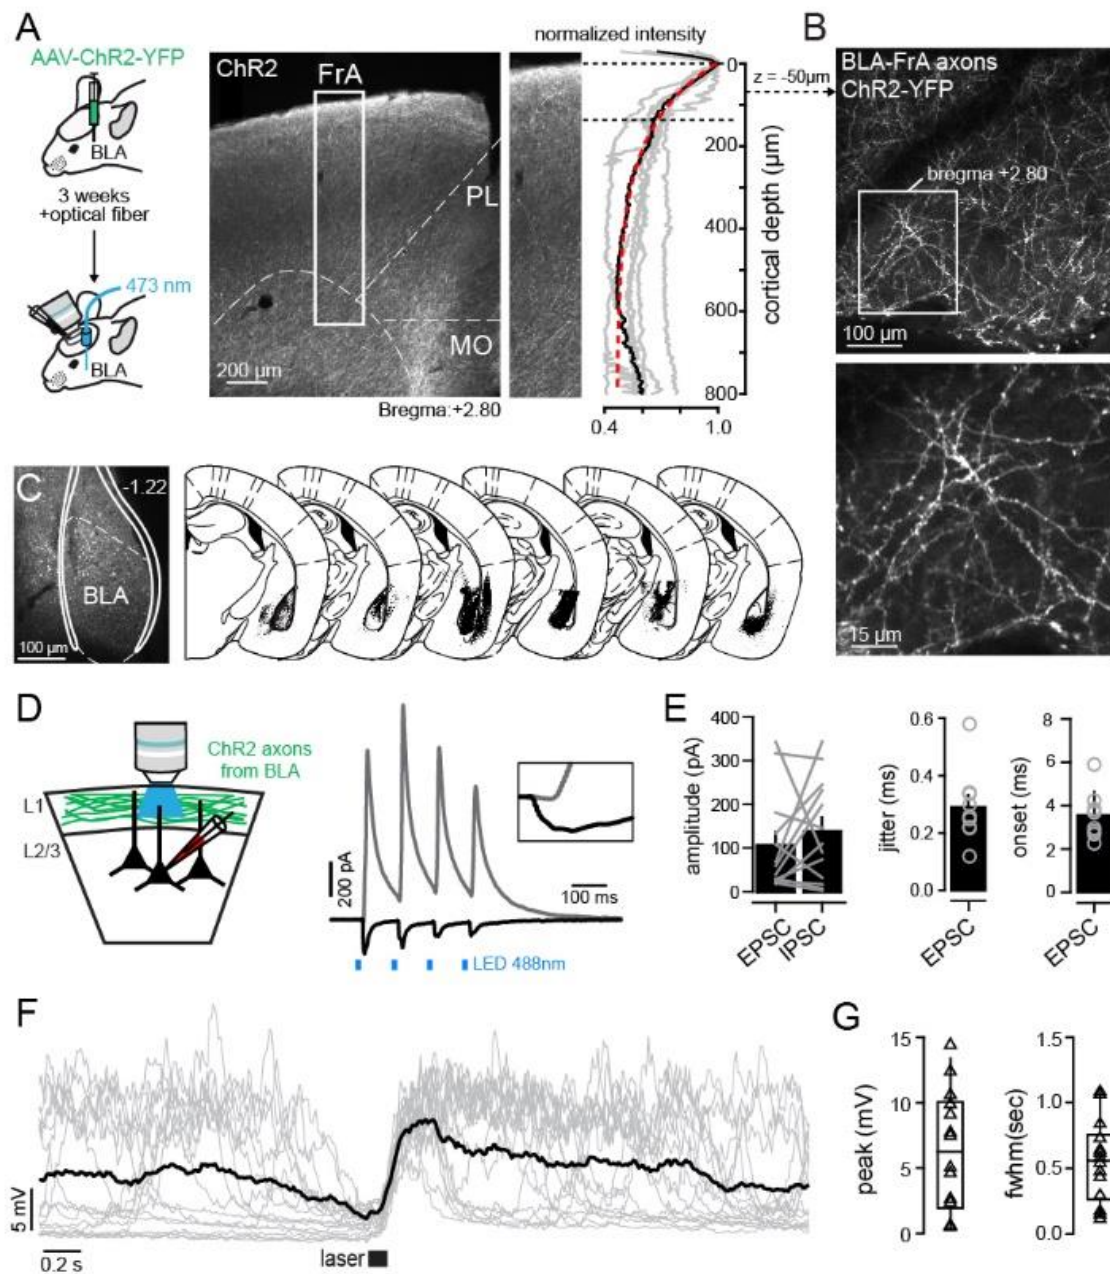 A
AAV-ChR2-YFP
BLA
3 weeks
+optical fiber
473 nm
BLA
ChR2
FrA
PL
MO
200 µm
Bregma:+2.80
normalized intensity
z = -50µm
0
200
400
600
800
cortical depth (µm)
0.4
1.0
B
BLA-FrA axons
ChR2-YFP
bregma +2.80
100 µm
15 µm
C
-1.22
BLA
100 µm
D
ChR2 axons
from BLA
L1
L2/3
200 pA
100 ms
LED 488nm
E
amplitude (pA)
400
300
200
100
0
EPSC
IPSC
jitter (ms)
0.6
0.4
0.2
0.0
EPSC
onset (ms)
8
6
4
2
0
EPSC
F
5 mV
0.2 s
laser
G
peak (mV)
15
10
5
0
fwhm(sec)
1.5
1.0
0.5
0.0